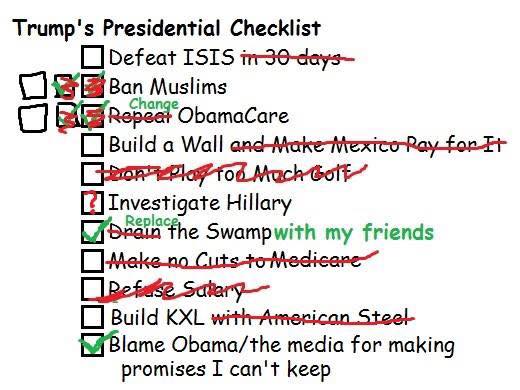 Trump's Presidential Checklist
Defeat ISIS in 30 days
Ban Muslims
Change
Repeal ObamaCare
Build a Wall and Make Mexico Pay for It
Don't Play too Much Golf
? Investigate Hillary
Replace
Drain the Swamp with my friends
Make no Cuts to Medicare
Refuse Salary
Build KXL with American Steel
Blame Obama/the media for making
promises I can't keep